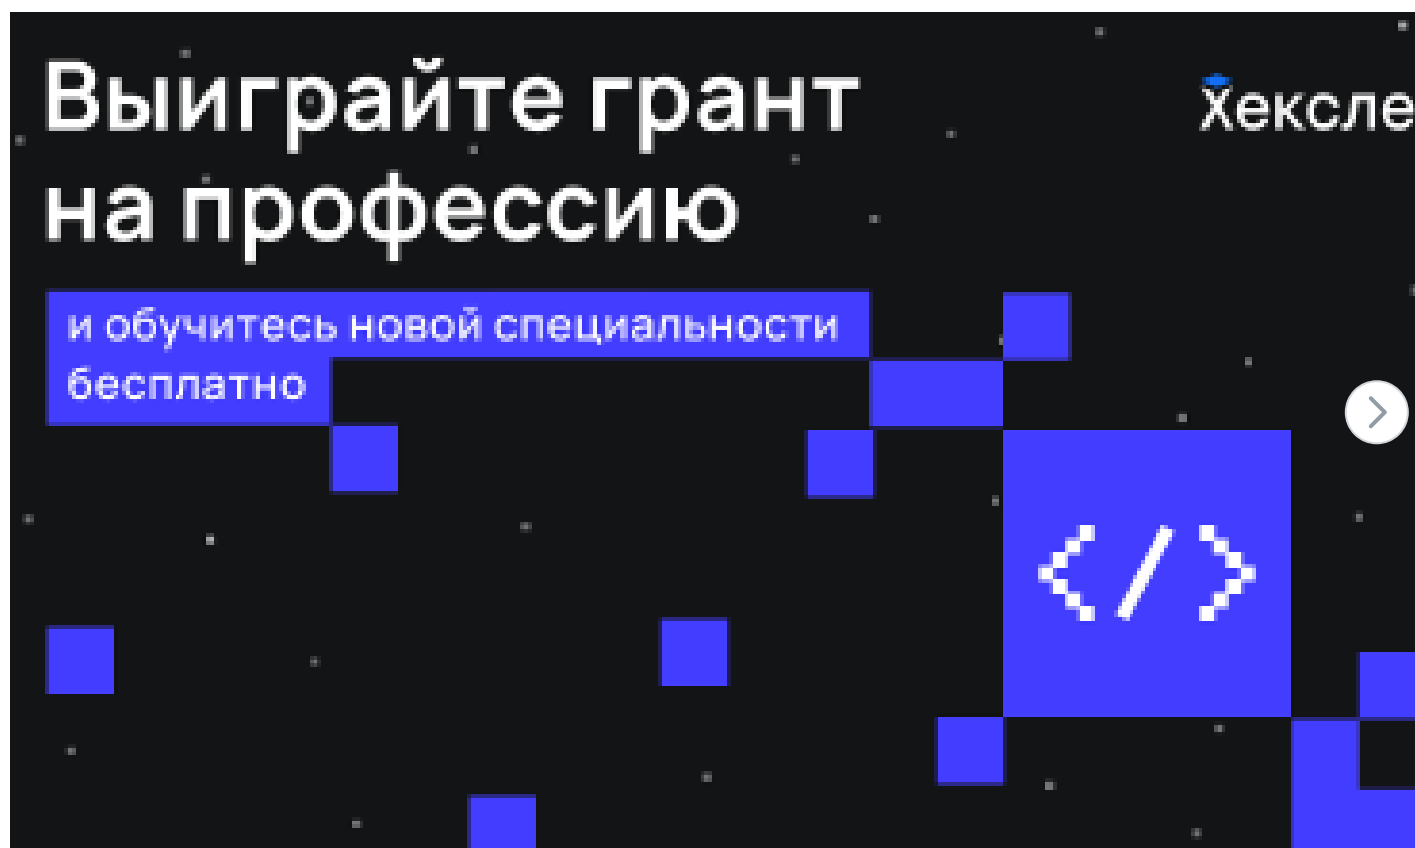 Выиграйте грант
Хексле
на профессию
и обучитесь новой специальности
бесплатно
</>